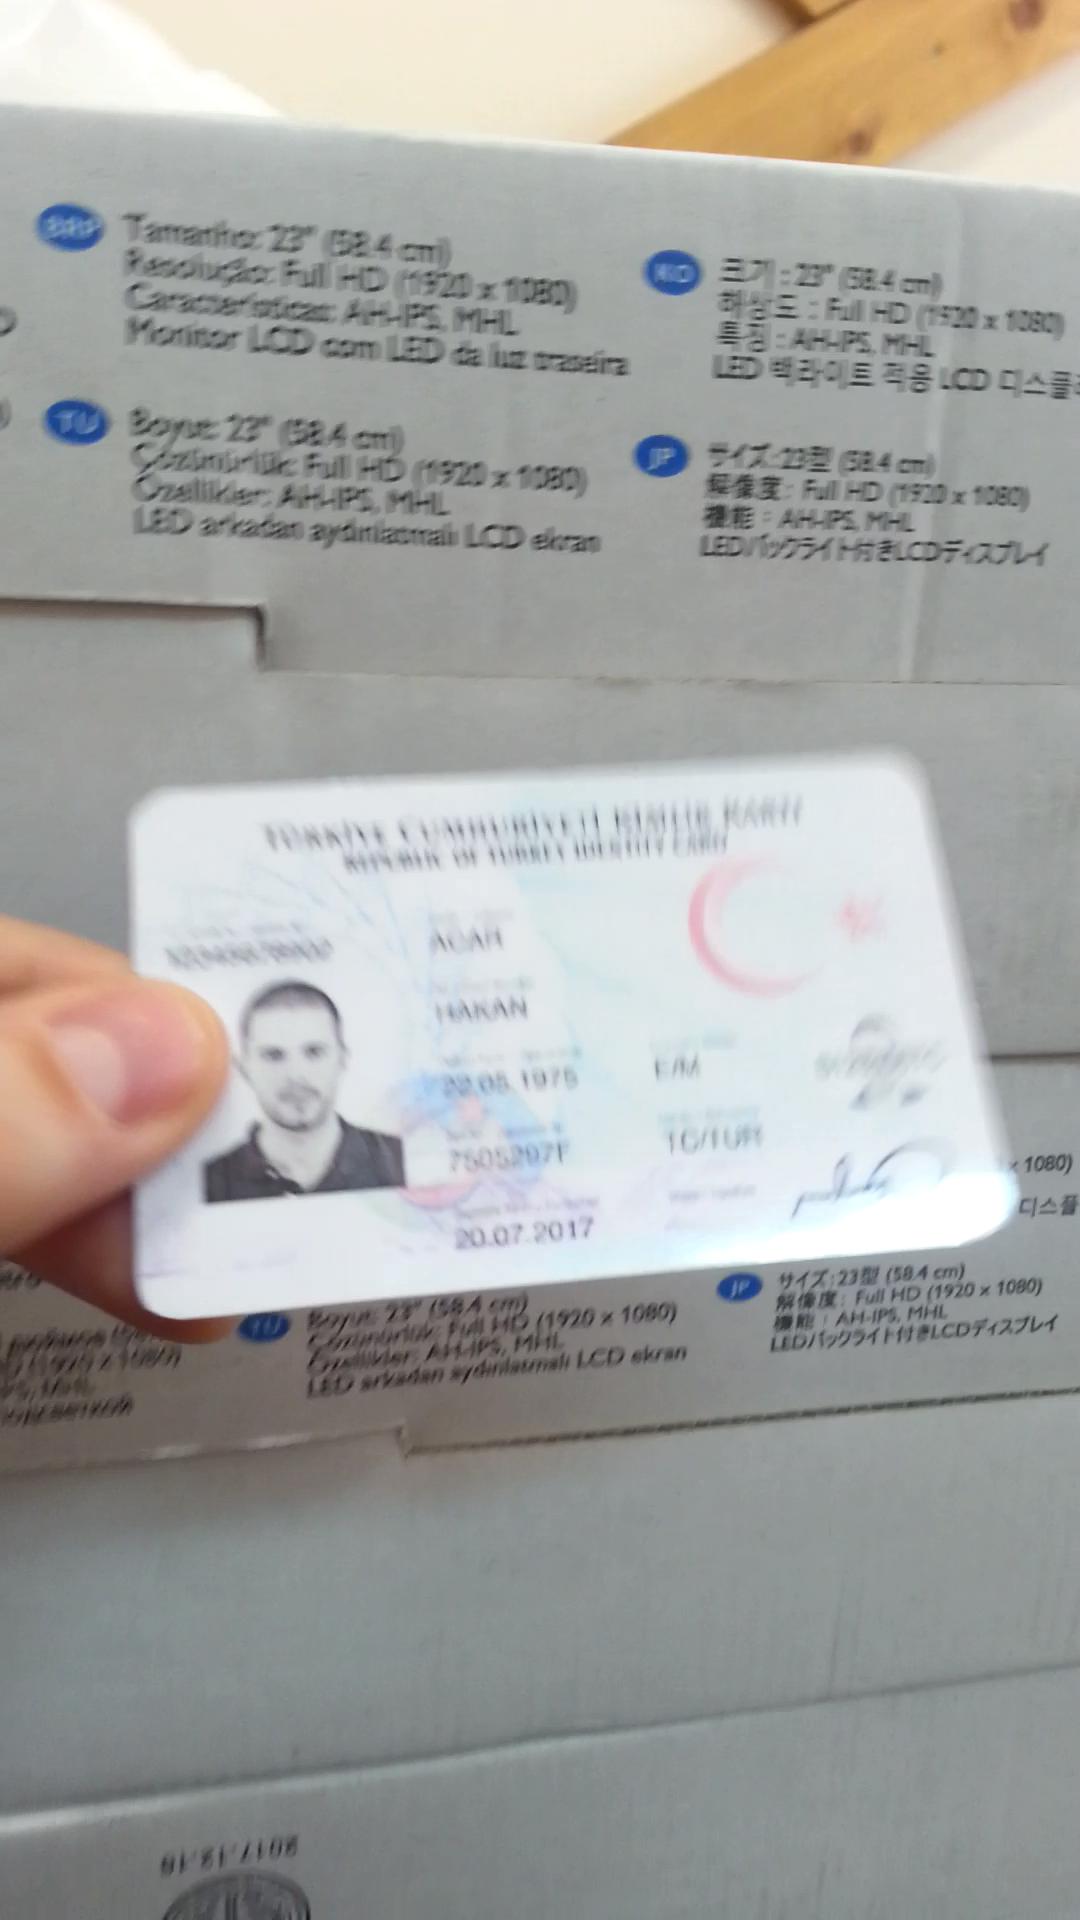 BRP
Tamanho: 23" (58.4 cm)
Resolução: Full HD (1920 x 1080)
Características: AH-IPS, MHL
Monitor LCD com LED da luz traseira
KO
크기 : 23" (58.4 cm)
해상도 : Full HD (1920 x 1080)
특징 : AH-IPS, MHL
LED 백라이트 적용 LCD 디스플
TU
Boyut: 23" (58.4 cm)
Çözünürlük: Full HD (1920 x 1080)
Özellikler: AH-IPS, MHL
LED arkadan aydınlatmalı LCD ekran
JP
サイズ:23型 (58.4 cm)
解像度 : Full HD (1920 x 1080)
機能 : AH-IPS, MHL
LEDバックライト付きLCDディスプレイ
TÜRKİYE CUMHURİYETİ KİMLİK KARTI
REPUBLIC OF TURKEY IDENTITY CARD
ACAR
HAKAN
22.05.1975
E/M
7505297F
TC/TUR
20.07.2017
x 1080)
디스플
TU
Boyut: 23" (58.4 cm)
Çözünürlük: Full HD (1920 x 1080)
Özellikler: AH-IPS, MHL
LED arkadan aydınlatmalı LCD ekran
JP
サイズ:23型 (58.4 cm)
解像度 : Full HD (1920 x 1080)
機能 : AH-IPS, MHL
LEDバックライト付きLCDディスプレイ
2017.12.18